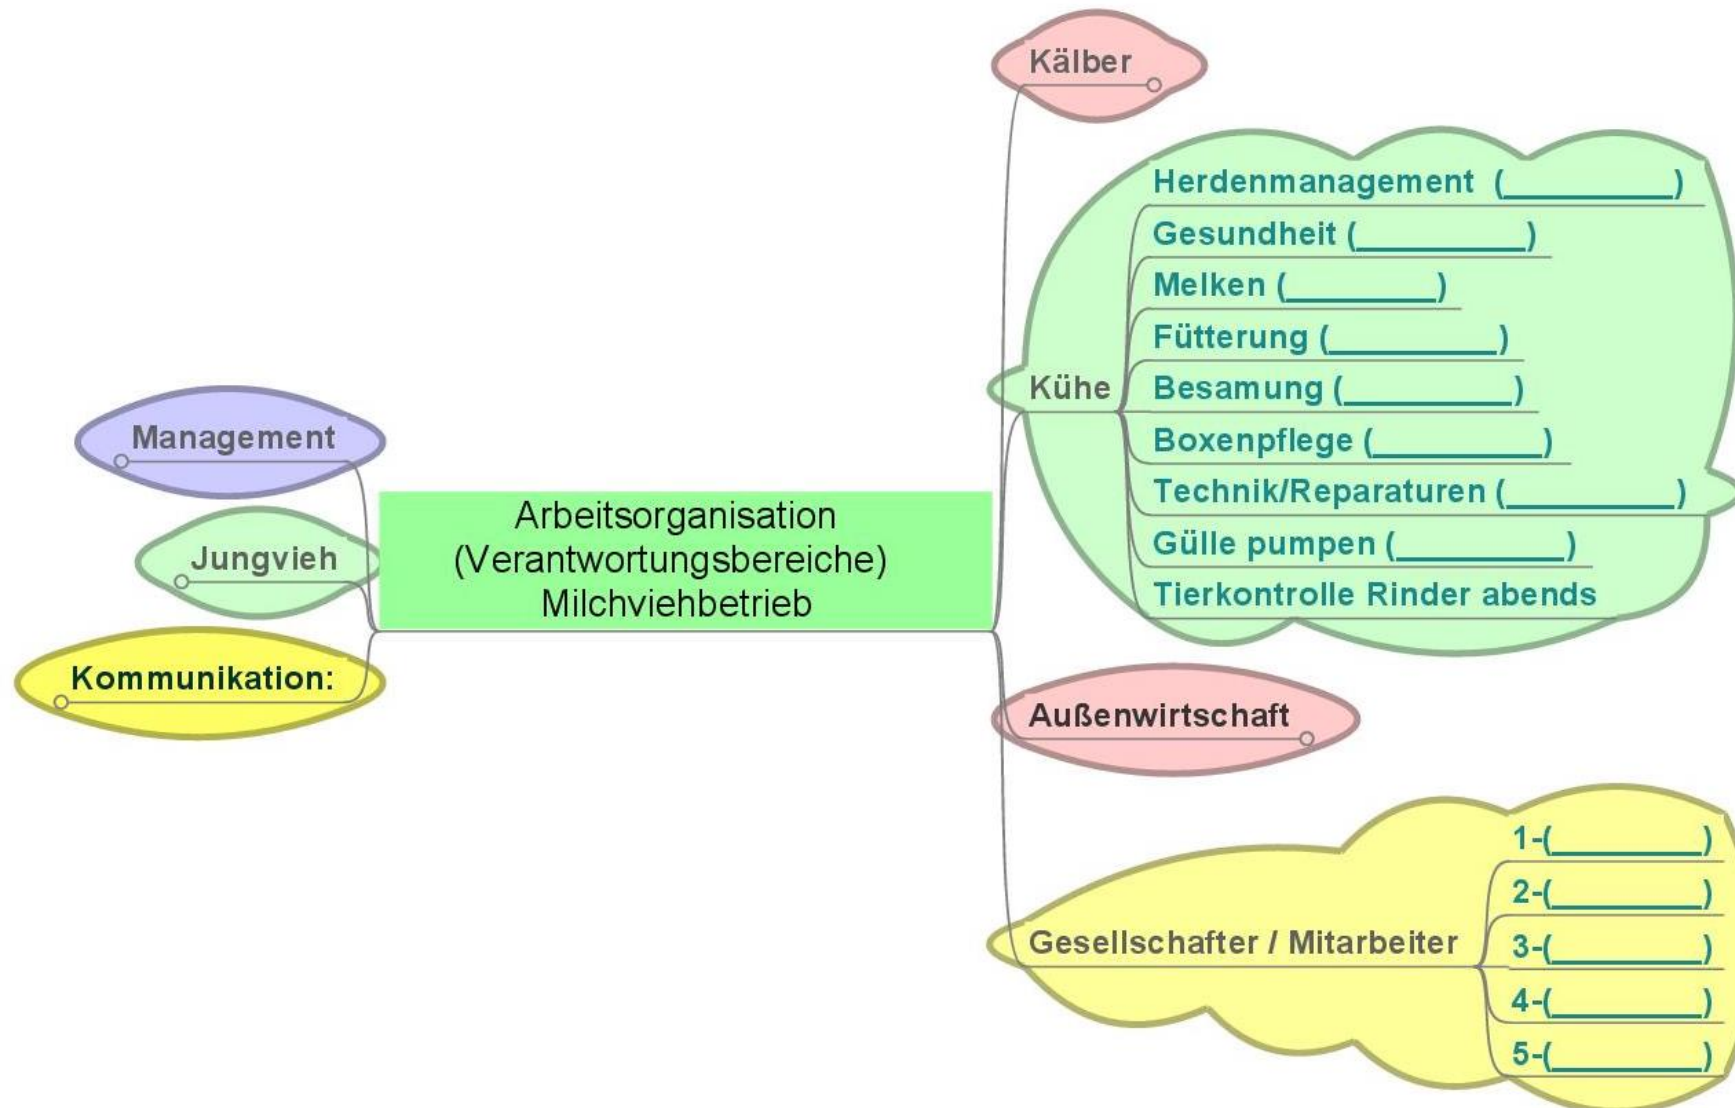 Kälber
Herdenmanagement (__________)
Gesundheit (__________)
Melken (_________)
Fütterung (__________)
Kühe
Besamung (__________)
Boxenpflege (__________)
Technik/Reparaturen (__________)
Gülle pumpen (__________)
Tierkontrolle Rinder abends
Management
Jungvieh
Kommunikation:
Arbeitsorganisation
(Verantwortungsbereiche)
Milchviehbetrieb
Außenwirtschaft
Gesellschafter / Mitarbeiter
1-(_________)
2-(_________)
3-(_________)
4-(_________)
5-(_________)